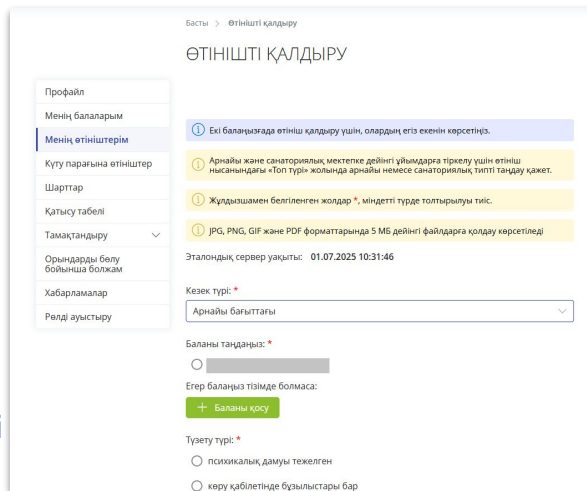 Басты > Өтінішті қалдыру
ӨТІНІШТІ ҚАЛДЫРУ
Профайл
Менің балаларым
Менің өтініштерім
Күту парағына өтініштер
Шарттар
Қатысу табелі
Тамақтандыру
Орындарды бөлу
бойынша болжам
Хабарламалар
Рөлді ауыстыру
Екі балаңызғада өтініш қалдыру үшін, олардың егіз екенін көрсетіңіз.
Арнайы және санаториялық мектепке дейінгі ұйымдарға тіркелу үшін өтініш
нысанындағы «Топ түрі» жолында арнайы немесе санаториялық типті таңдау қажет.
Жұлдызшамен белгіленген жолдар *, міндетті түрде толтырылуы тиіс.
JPG, PNG, GIF және PDF форматтарында 5 МБ дейінгі файлдарға қолдау көрсетіледі
Эталондық сервер уақыты: 01.07.2025 10:31:46
Кезек түрі: *
Арнайы бағыттағы
Баланы таңдаңыз: *
Егер балаңыз тізімде болмаса:
+ Баланы қосу
Түзету түрі: *
психикалық дамуы тежелген
көру қабілетінде бұзылыстары бар